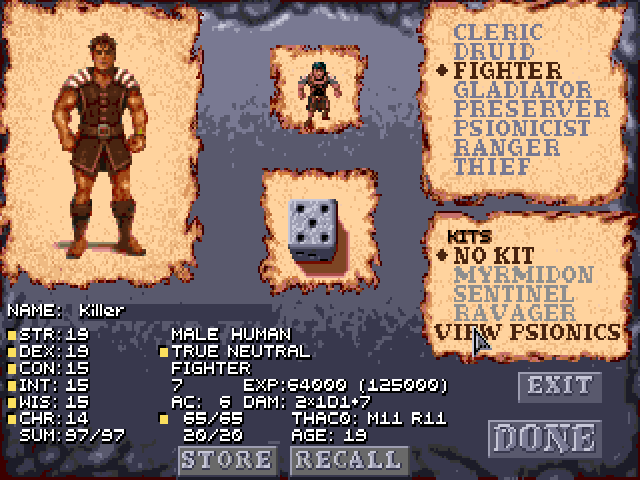 CLERIC
DRUID
FIGHTER
GLADIATOR
PRESERVER
PSIONICIST
RANGER
THIEF
KITS
NO KIT
MYRMIDON
SENTINEL
RAVAGER
VIEW PSIONICS
NAME: Killer
STR:19 MALE HUMAN
DEX:19 TRUE NEUTRAL
CON:15 FIGHTER
INT: 15 7 EXP:64000 (125000)
WIS: 15 AC: 6 DAM: 2x1D1+7
CHR:14 65/65 THAC0: M11 R11
SUM:97/97 20/20 AGE: 19
EXIT
DONE
STORE RECALL